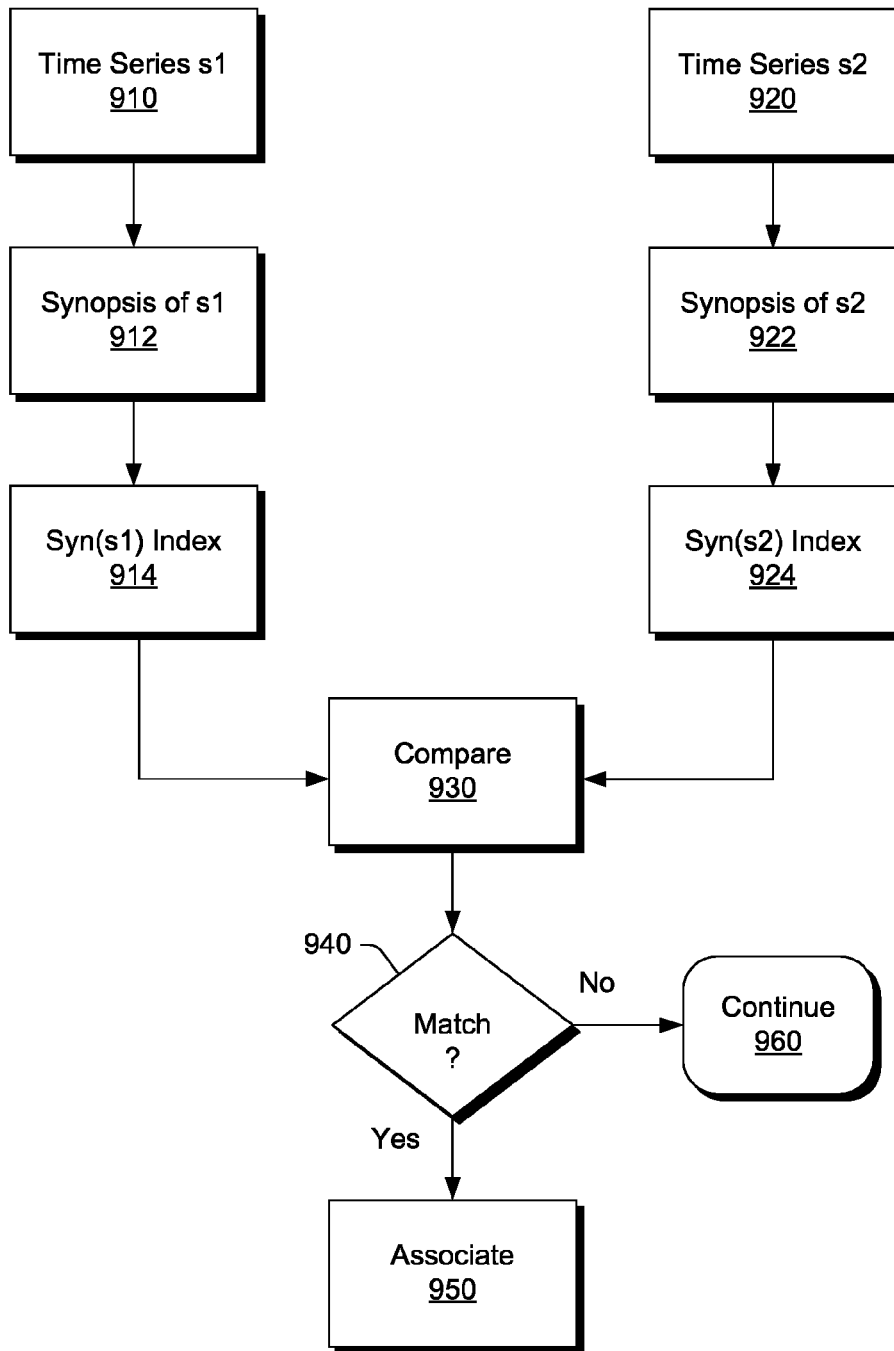 Time Series s1
910
Time Series s2
920
Synopsis of s1
912
Synopsis of s2
922
Syn(s1) Index
914
Syn(s2) Index
924
Compare
930
940
Match
?
No
Continue
960
Yes
Associate
950